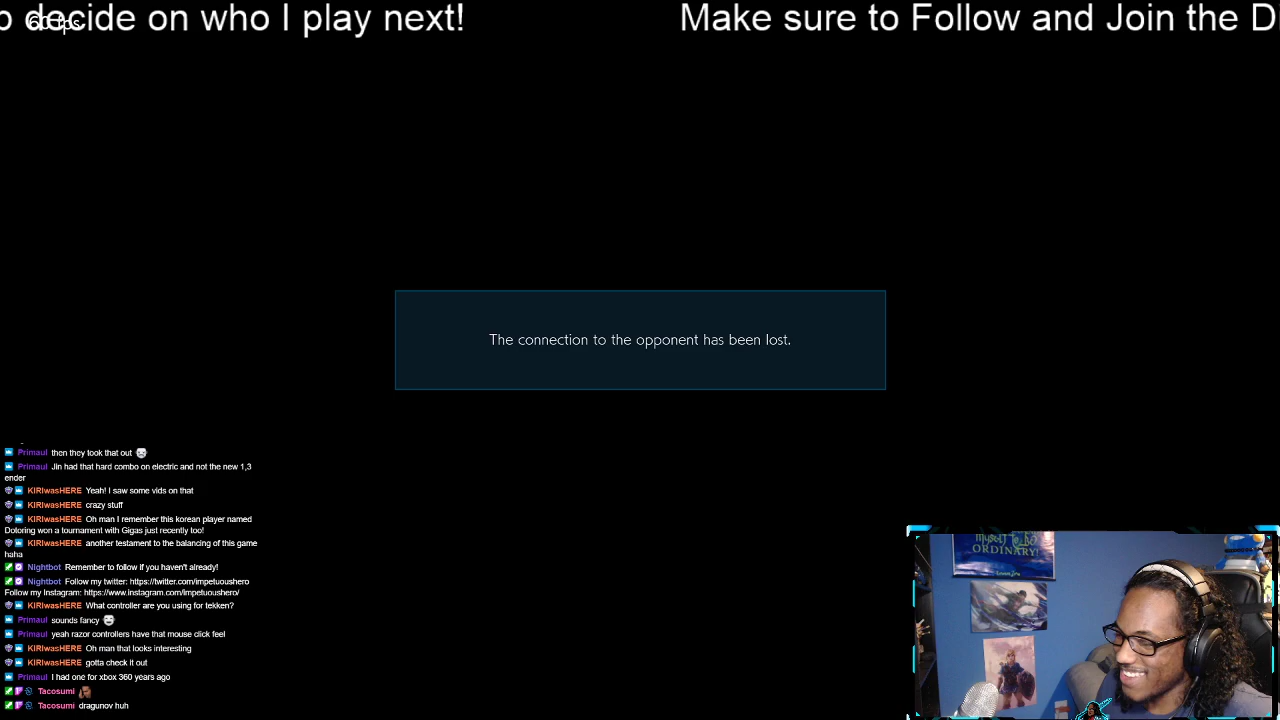 o decide on who I play next! Make sure to Follow and Join the D
60 fps
The connection to the opponent has been lost.
Primaul then they took that out
Primaul Jin had that hard combo on electric and not the new 1,3
ender
KIRIwasHERE Yeah! I saw some vids on that
KIRIwasHERE crazy stuff
KIRIwasHERE Oh man I remember this korean player named
Dotoring won a tournament with Gigas just recently too!
KIRIwasHERE another testament to the balancing of this game
haha
Nightbot Remember to follow if you haven't already!
Nightbot Follow my twitter: https://twitter.com/impetuoushero
Follow my Instagram: https://www.instagram.com/impetuoushero/
KIRIwasHERE What controller are you using for tekken?
Primaul sounds fancy
Primaul yeah razor controllers have that mouse click feel
KIRIwasHERE Oh man that looks interesting
KIRIwasHERE gotta check it out
Primaul I had one for xbox 360 years ago
Tacosumi
Tacosumi dragunov huh
Myself To Be
ORDINARY!